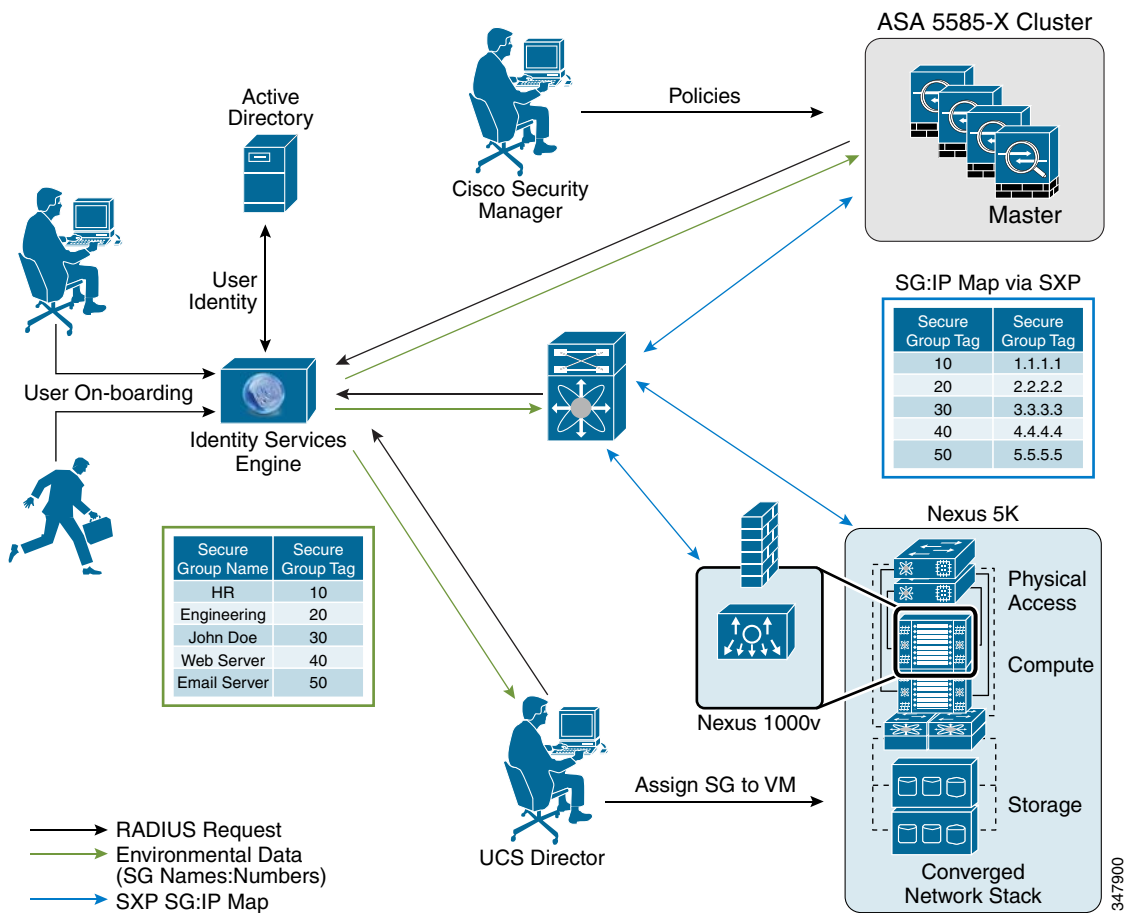 ASA 5585-X Cluster
Policies
Active
Directory
Cisco Security
Manager
Master
User
Identity
SG:IP Map via SXP
Secure
Group Tag
Secure
Group Tag
10 1.1.1.1
20 2.2.2.2
30 3.3.3.3
40 4.4.4.4
50 5.5.5.5
User On-boarding
Identity Services
Engine
Nexus 5K
Secure
Group Name
Secure
Group Tag
HR 10
Engineering 20
John Doe 30
Web Server 40
Email Server 50
Physical
Access
Compute
Nexus 1000v
Assign SG to VM
Storage
UCS Director
Converged
Network Stack
RADIUS Request
Environmental Data
(SG Names:Numbers)
SXP SG:IP Map
347900